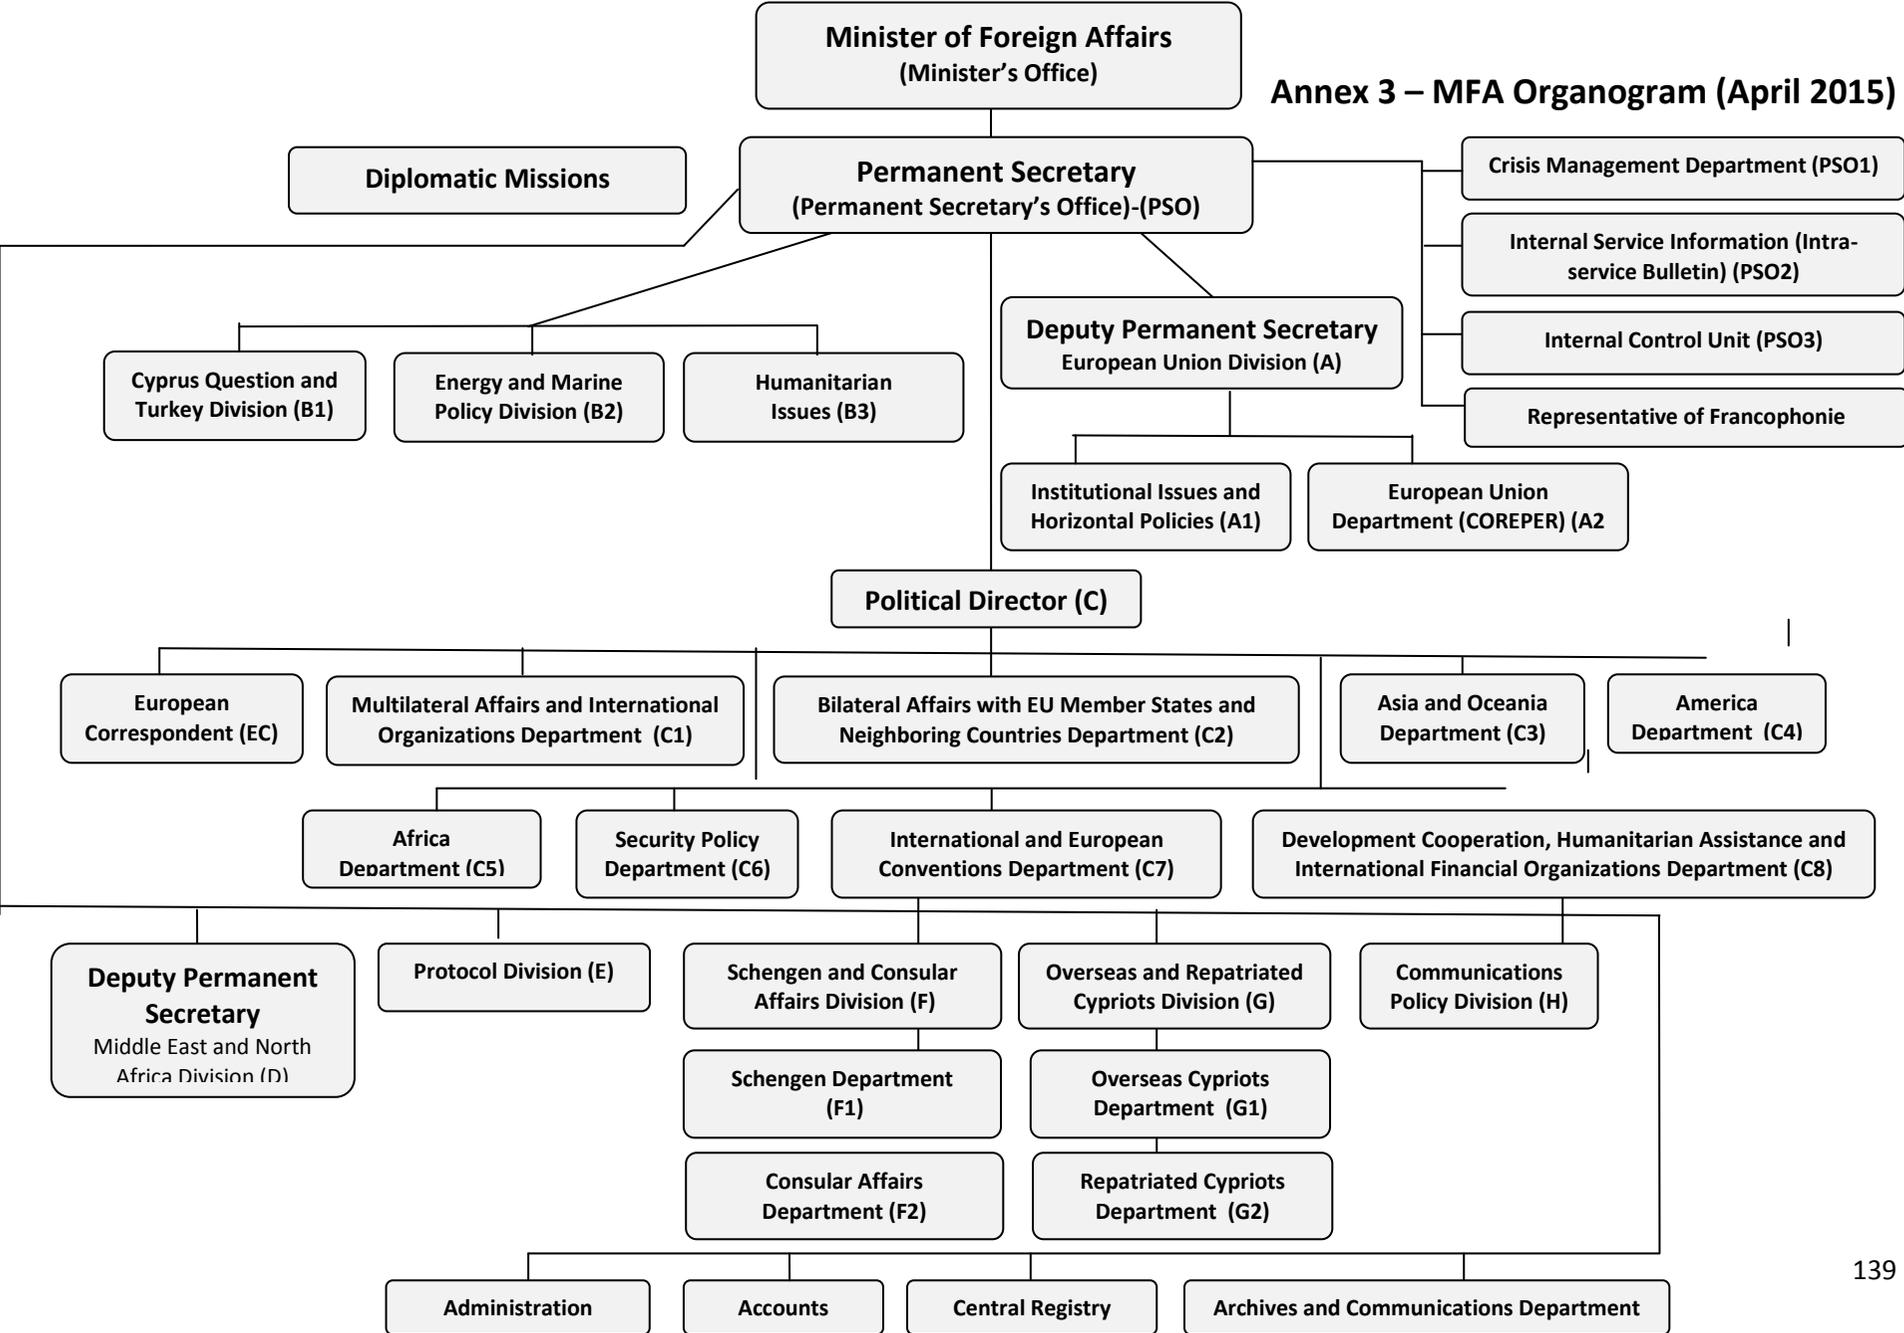 Minister of Foreign Affairs
(Minister’s Office)
Annex 3 – MFA Organogram (April 2015)
Diplomatic Missions
Permanent Secretary
(Permanent Secretary’s Office)-(PSO)
Crisis Management Department (PSO1)
Internal Service Information (Intra-
service Bulletin) (PSO2)
Internal Control Unit (PSO3)
Representative of Francophonie
Deputy Permanent Secretary
European Union Division (A)
Cyprus Question and
Turkey Division (B1)
Energy and Marine
Policy Division (B2)
Humanitarian
Issues (B3)
Institutional Issues and
Horizontal Policies (A1)
European Union
Department (COREPER) (A2
Political Director (C)
European
Correspondent (EC)
Multilateral Affairs and International
Organizations Department  (C1)
Bilateral Affairs with EU Member States and
Neighboring Countries Department (C2)
Asia and Oceania
Department (C3)
America
Department  (C4)
Africa
Department (C5)
Security Policy
Department (C6)
International and European
Conventions Department (C7)
Development Cooperation, Humanitarian Assistance and
International Financial Organizations Department (C8)
Deputy Permanent
Secretary
Middle East and North
Africa Division (D)
Protocol Division (E)
Schengen and Consular
Affairs Division (F)
Overseas and Repatriated
Cypriots Division (G)
Communications
Policy Division (H)
Schengen Department
(F1)
Overseas Cypriots
Department  (G1)
Consular Affairs
Department (F2)
Repatriated Cypriots
Department  (G2)
Administration
Accounts
Central Registry
Archives and Communications Department
139